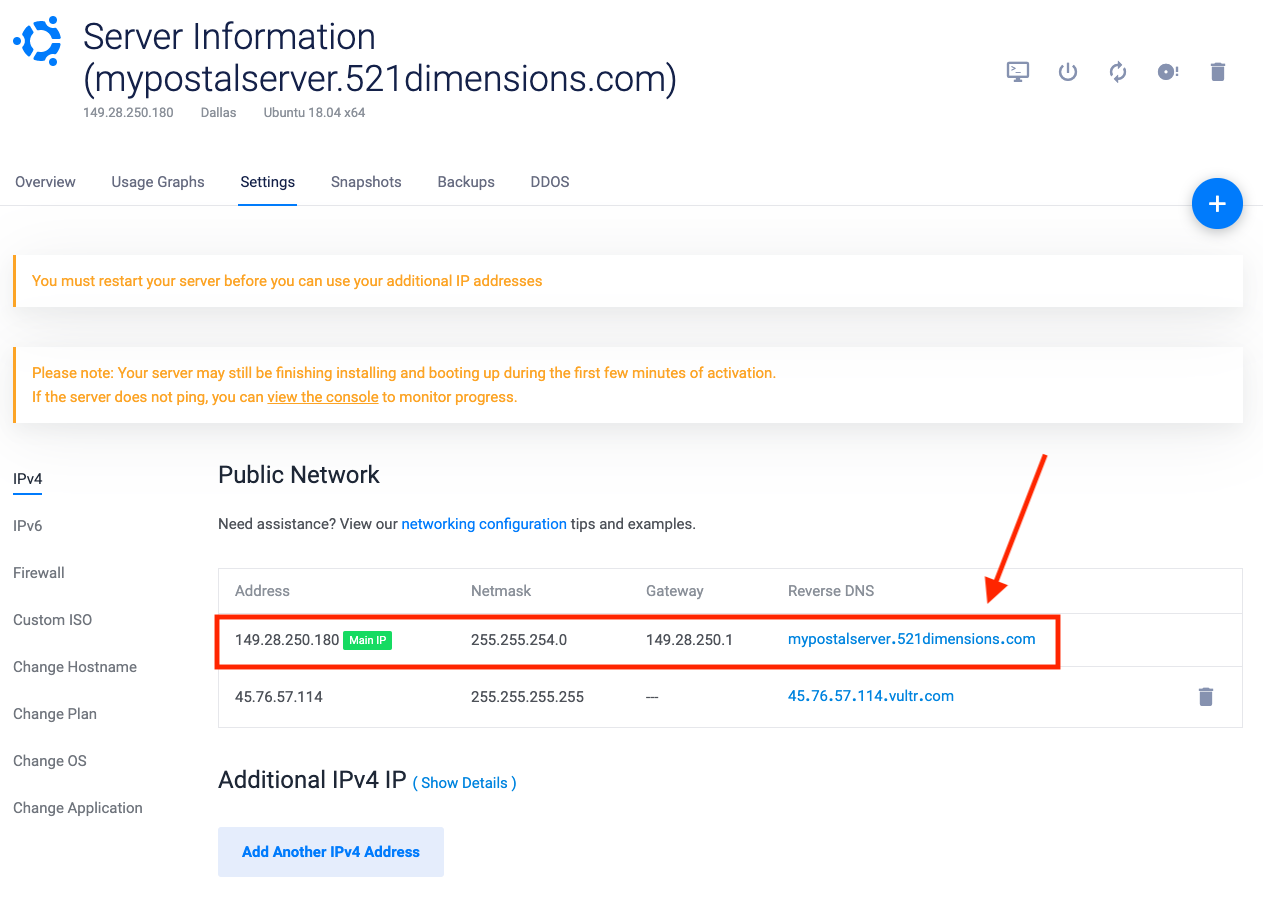 Server Information
(mypostalserver.521dimensions.com)
149.28.250.180 Dallas Ubuntu 18.04 x64
Overview Usage Graphs Settings Snapshots Backups DDOS
+
You must restart your server before you can use your additional IP addresses
Please note: Your server may still be finishing installing and booting up during the first few minutes of activation.
If the server does not ping, you can view the console to monitor progress.
IPv4
IPv6
Firewall
Custom ISO
Change Hostname
Change Plan
Change OS
Change Application
Public Network
Need assistance? View our networking configuration tips and examples.
Address Netmask Gateway Reverse DNS
149.28.250.180 Main IP 255.255.254.0 149.28.250.1 mypostalserver.521dimensions.com
45.76.57.114 255.255.255.255 --- 45.76.57.114.vultr.com
Additional IPv4 IP ( Show Details )
Add Another IPv4 Address